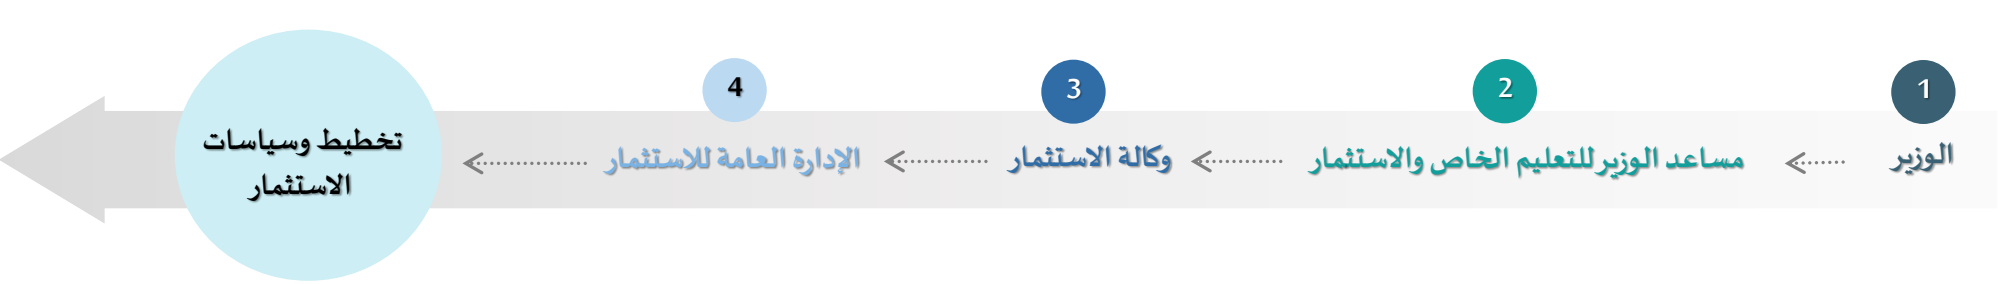 1
الوزير
2
مساعد الوزير للتعليم الخاص والاستثمار
3
وكالة الاستثمار
4
الإدارة العامة للاستثمار
تخطيط وسياسات
الاستثمار